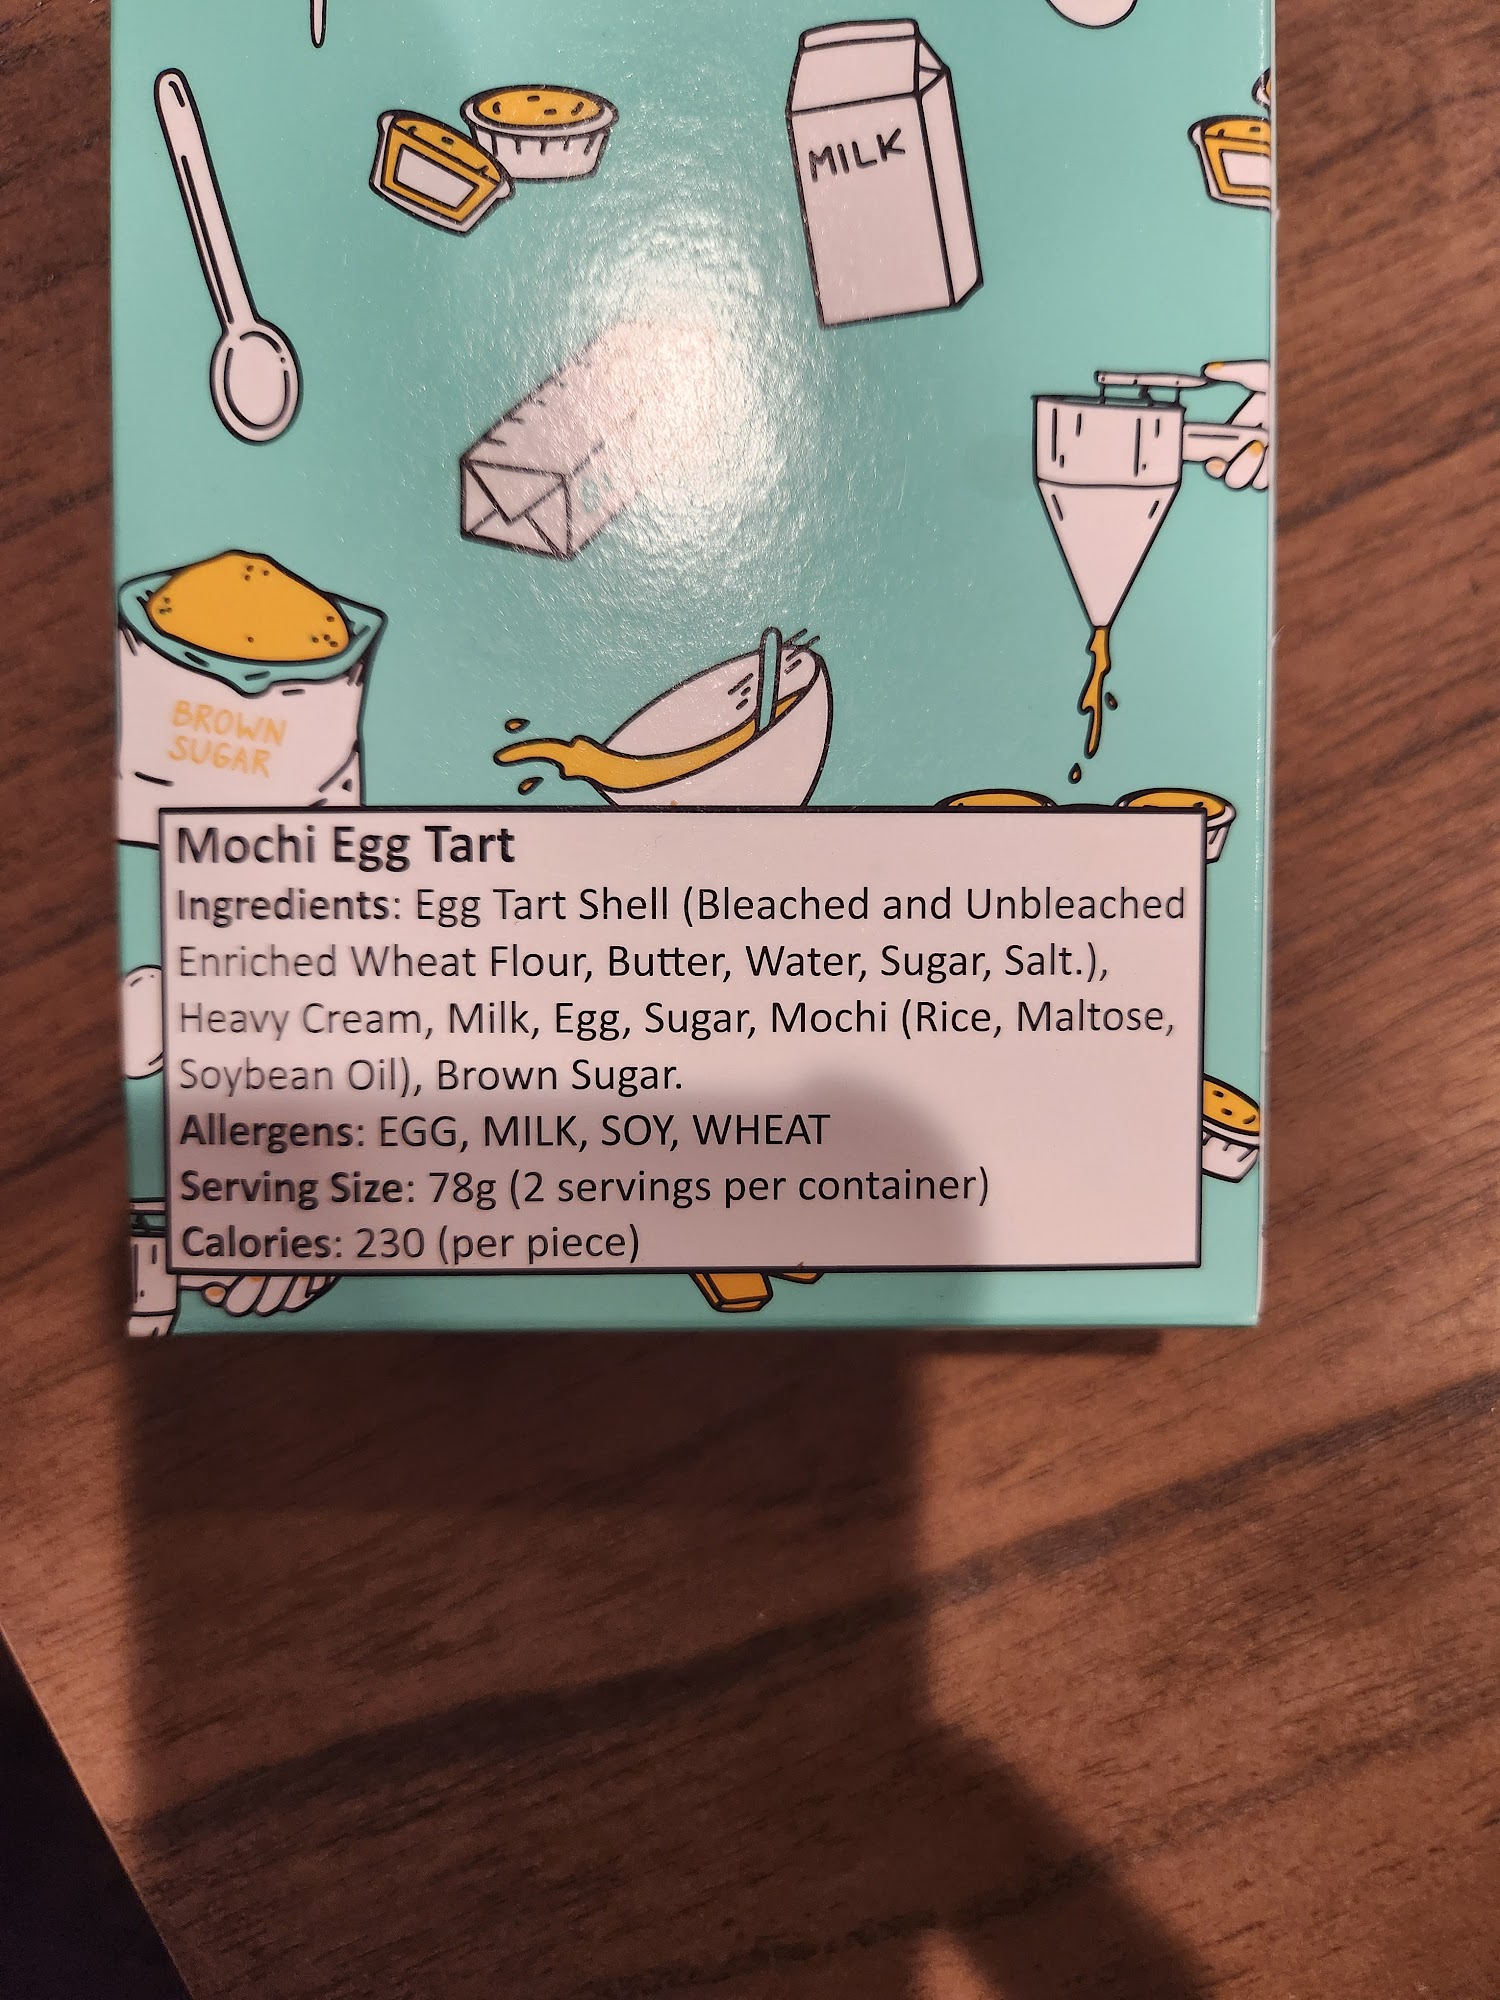 MILK
BROWN
SUGAR
Mochi Egg Tart
Ingredients: Egg Tart Shell (Bleached and Unbleached
Enriched Wheat Flour, Butter, Water, Sugar, Salt.),
Heavy Cream, Milk, Egg, Sugar, Mochi (Rice, Maltose,
Soybean Oil), Brown Sugar.
Allergens: EGG, MILK, SOY, WHEAT
Serving Size: 78g (2 servings per container)
Calories: 230 (per piece)